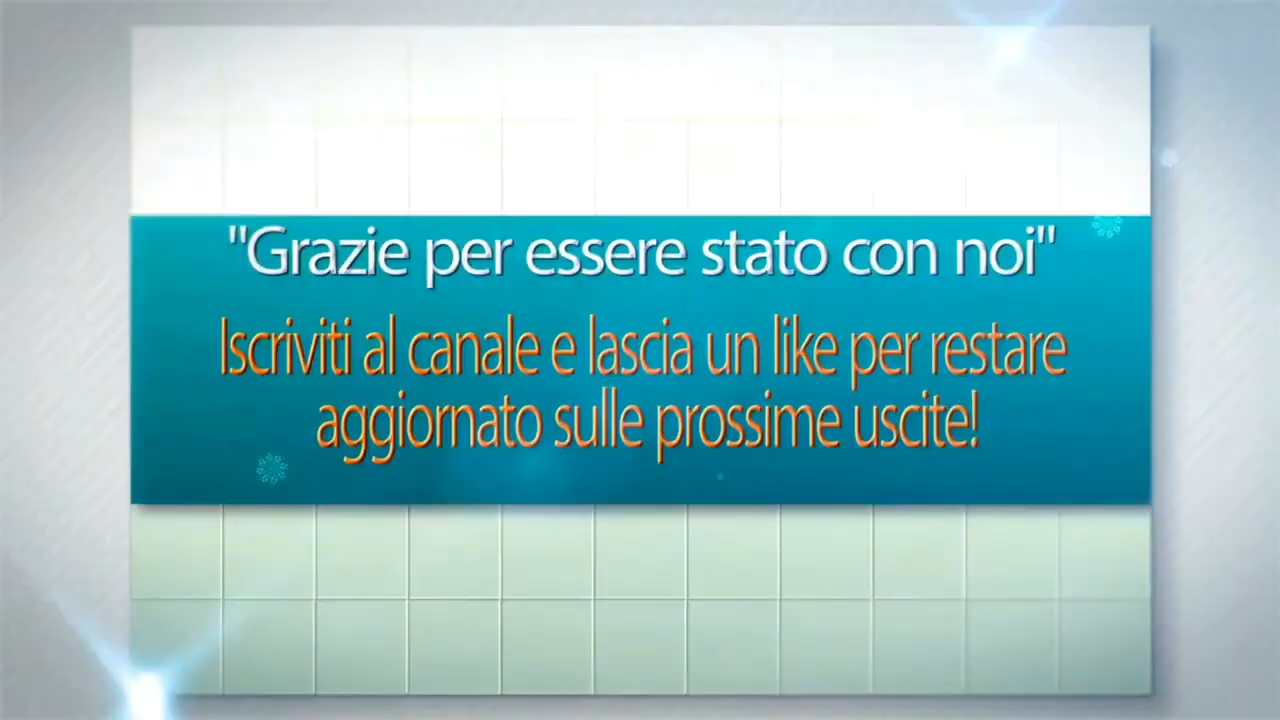 "Grazie per essere stato con noi"
Iscriviti al canale e lascia un like per restare
aggiornato sulle prossime uscite!